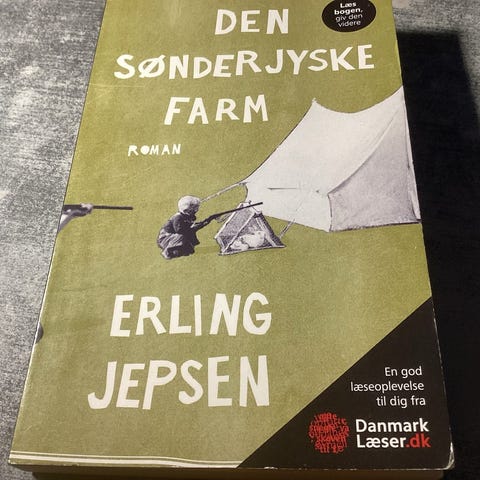 Læs
bogen,
giv den
videre
DEN
SØNDERJYSKE
FARM
ROMAN
ERLING
JEPSEN
En god
læseoplevelse
til dig fra
Danmark
Læser.dk